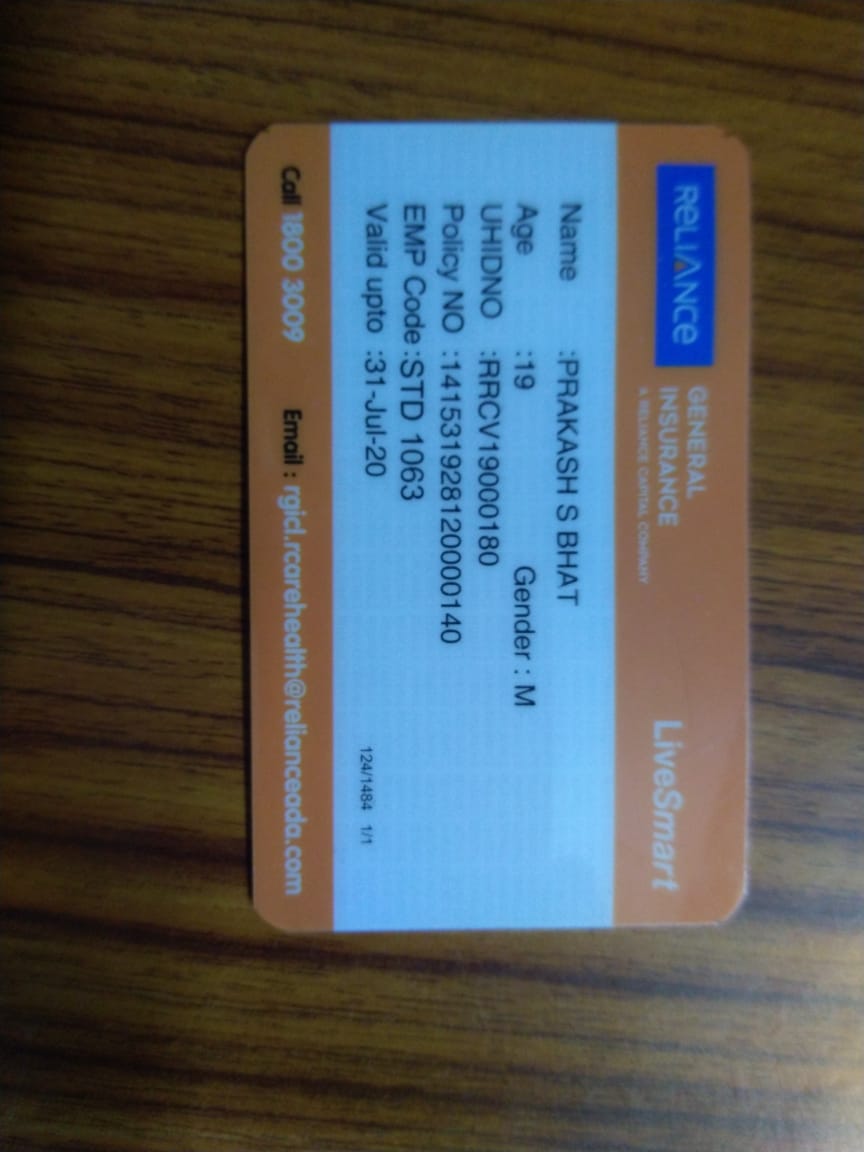 RELIANCE
GENERAL
INSURANCE
A RELIANCE CAPITAL COMPANY
LiveSmart
Name :PRAKASH S BHAT
Age :19 Gender : M
UHIDNO :RRCV19000180
Policy NO :141531928120000140
EMP Code :STD 1063
Valid upto :31-Jul-20
124/1484 1/1
Call 1800 3009 Email : rgicl.rcarehealth@relianceada.com